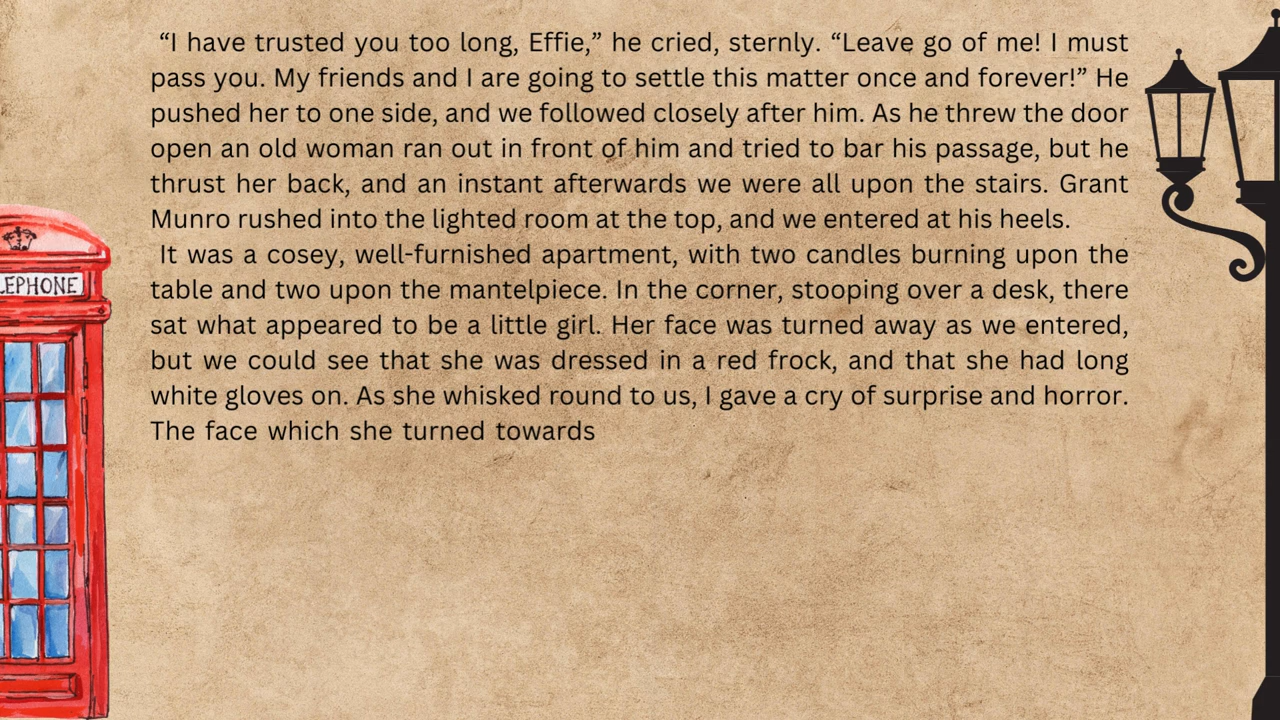 “I have trusted you too long, Effie,” he cried, sternly. “Leave go of me! I must
pass you. My friends and I are going to settle this matter once and forever!” He
pushed her to one side, and we followed closely after him. As he threw the door
open an old woman ran out in front of him and tried to bar his passage, but he
thrust her back, and an instant afterwards we were all upon the stairs. Grant
Munro rushed into the lighted room at the top, and we entered at his heels.
It was a cosey, well-furnished apartment, with two candles burning upon the
table and two upon the mantelpiece. In the corner, stooping over a desk, there
sat what appeared to be a little girl. Her face was turned away as we entered,
but we could see that she was dressed in a red frock, and that she had long
white gloves on. As she whisked round to us, I gave a cry of surprise and horror.
The face which she turned towards
LEPHONE